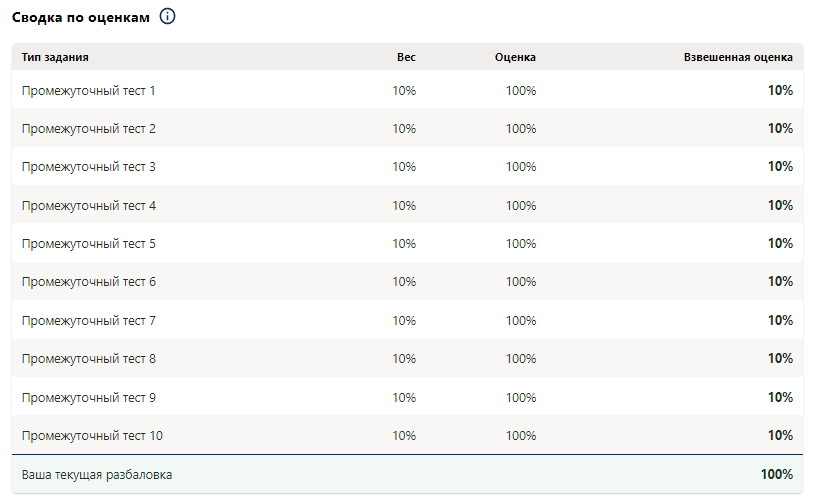 Сводка по оценкам
Тип задания Вес Оценка Взвешенная оценка
Промежуточный тест 1 10% 100% 10%
Промежуточный тест 2 10% 100% 10%
Промежуточный тест 3 10% 100% 10%
Промежуточный тест 4 10% 100% 10%
Промежуточный тест 5 10% 100% 10%
Промежуточный тест 6 10% 100% 10%
Промежуточный тест 7 10% 100% 10%
Промежуточный тест 8 10% 100% 10%
Промежуточный тест 9 10% 100% 10%
Промежуточный тест 10 10% 100% 10%
Ваша текущая разбаловка 100%